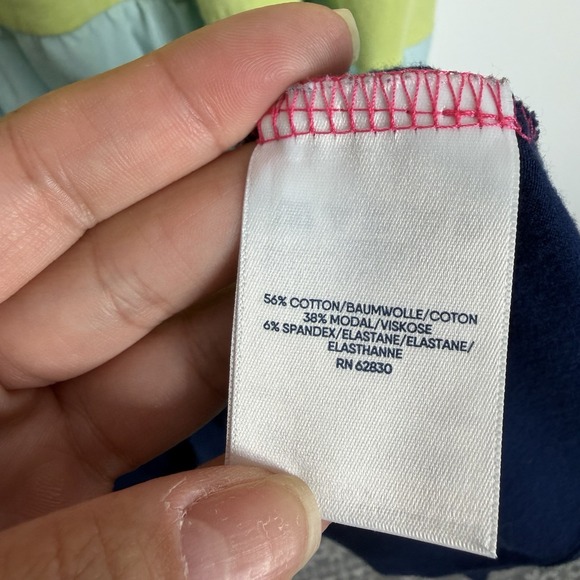 56% COTTON/BAUMWOLLE/COTON
38% MODAL/VISKOSE
6% SPANDEX/ELASTANE/ELASTANE/
ELASTHANNE
RN 62830